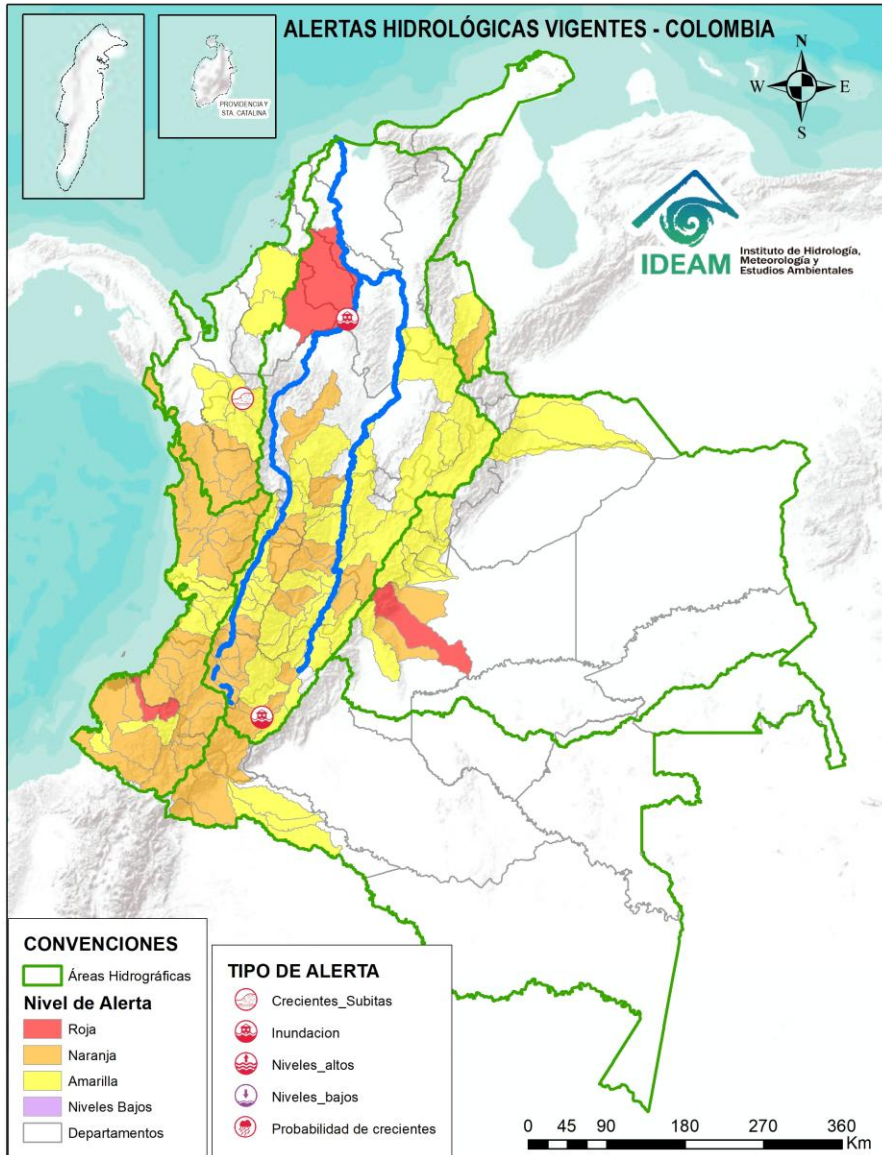 ALERTAS HIDROLÓGICAS VIGENTES - COLOMBIA
PROVIDENCIA Y
STA. CATALINA
N
W
E
S
IDEAM
Instituto de Hidrología,
Meteorología y
Estudios Ambientales
CONVENCIONES
Áreas Hidrográficas
Nivel de Alerta
Roja
Naranja
Amarilla
Niveles Bajos
Departamentos
TIPO DE ALERTA
Crecientes_Subitas
Inundacion
Niveles_altos
Niveles_bajos
Probabilidad de crecientes
0 45 90 180 270 360
Km